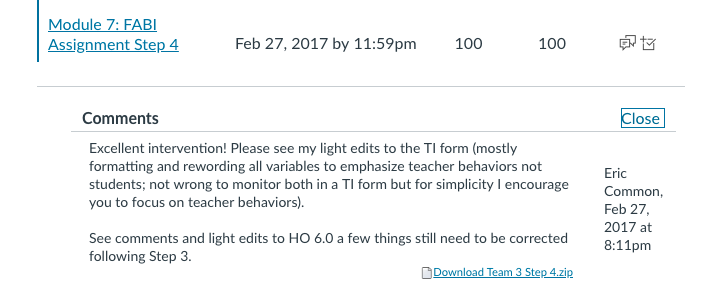 Module 7: FABI
Assignment Step 4 Feb 27, 2017 by 11:59pm 100 100
Comments Close
Excellent intervention! Please see my light edits to the TI form (mostly
formatting and rewording all variables to emphasize teacher behaviors not
students; not wrong to monitor both in a TI form but for simplicity I encourage
you to focus on teacher behaviors).
See comments and light edits to HO 6.0 a few things still need to be corrected
following Step 3.
Download Team 3 Step 4.zip
Eric
Common,
Feb 27,
2017 at
8:11pm